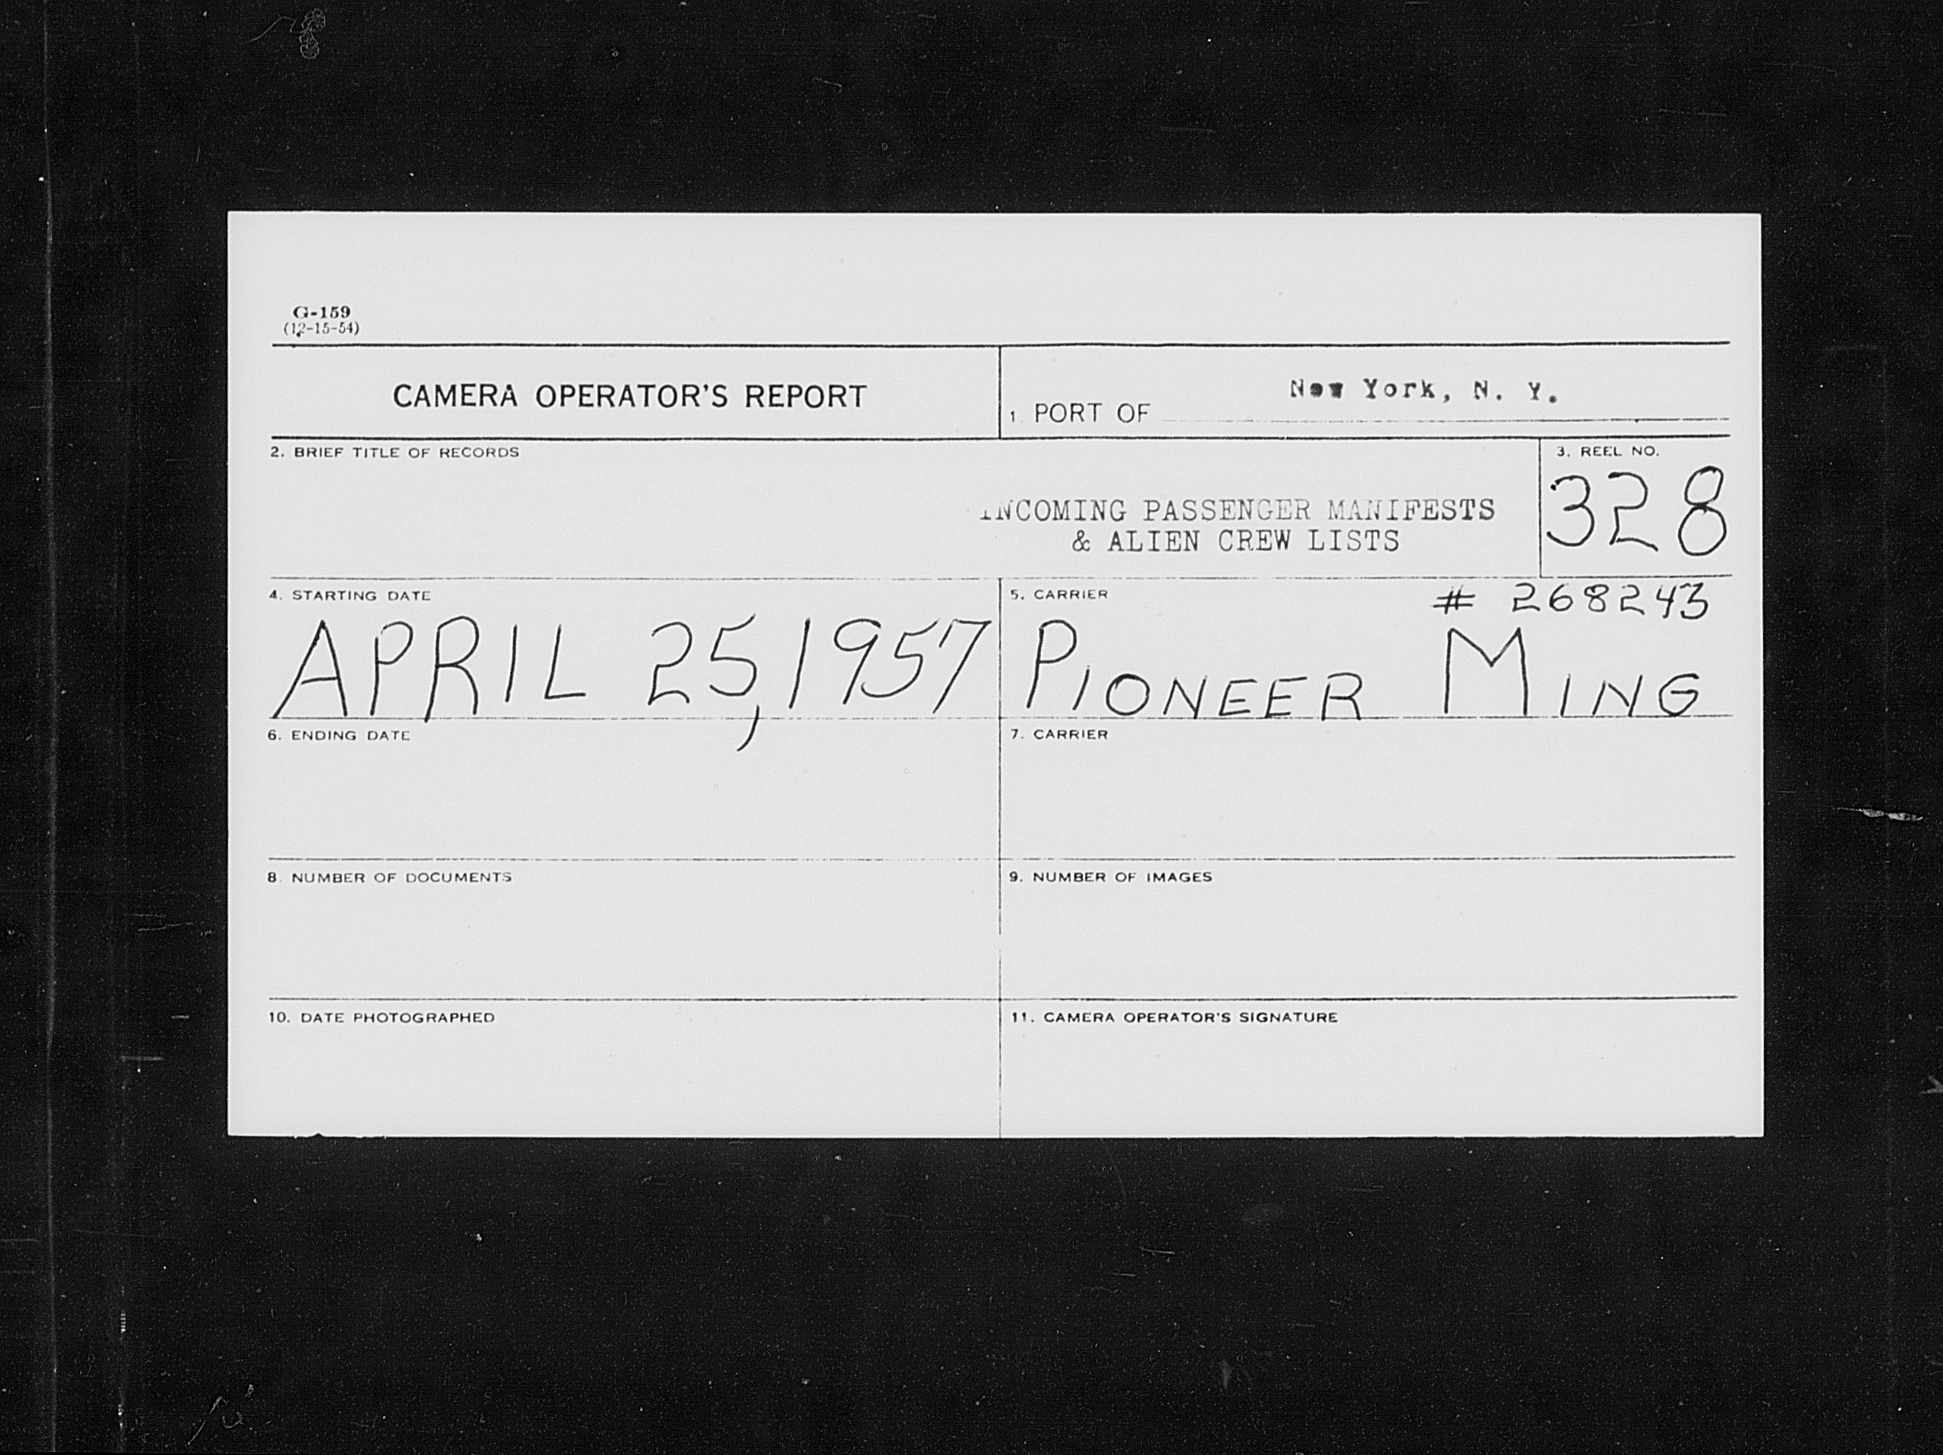 G-159
(12-15-54)
CAMERA OPERATOR'S REPORT
1. PORT OF New York, N. Y.
2. BRIEF TITLE OF RECORDS
INCOMING PASSENGER MANIFESTS
& ALIEN CREW LISTS
3. REEL NO.
328
4. STARTING DATE
APRIL 25, 1957
5. CARRIER
# 268243
PIONEER MING
6. ENDING DATE
7. CARRIER
8. NUMBER OF DOCUMENTS
9. NUMBER OF IMAGES
10. DATE PHOTOGRAPHED
11. CAMERA OPERATOR'S SIGNATURE